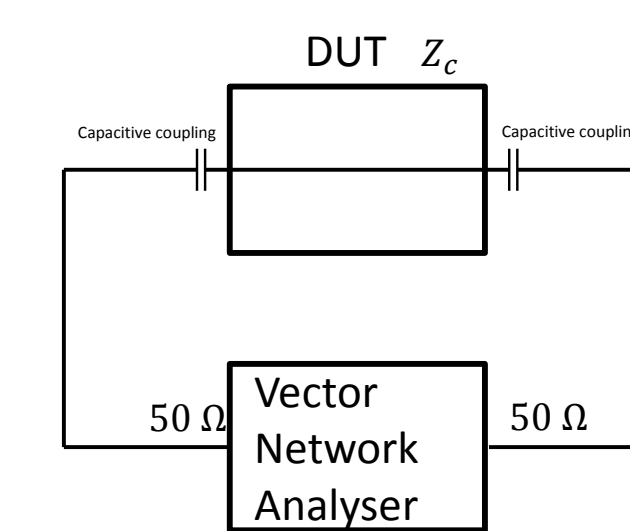 DUT Z_c
Capacitive coupling
Capacitive couplin
50 Ω
Vector
Network
Analyser
50 Ω